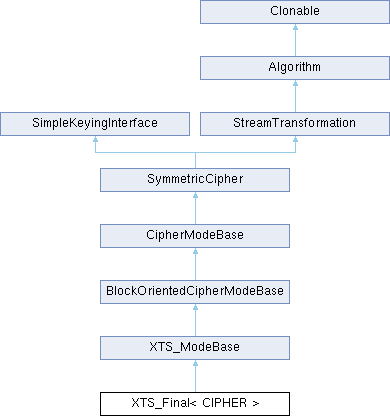 Clonable
Algorithm
SimpleKeyingInterface
StreamTransformation
SymmetricCipher
CipherModeBase
BlockOrientedCipherModeBase
XTS_ModeBase
XTS_Final< CIPHER >